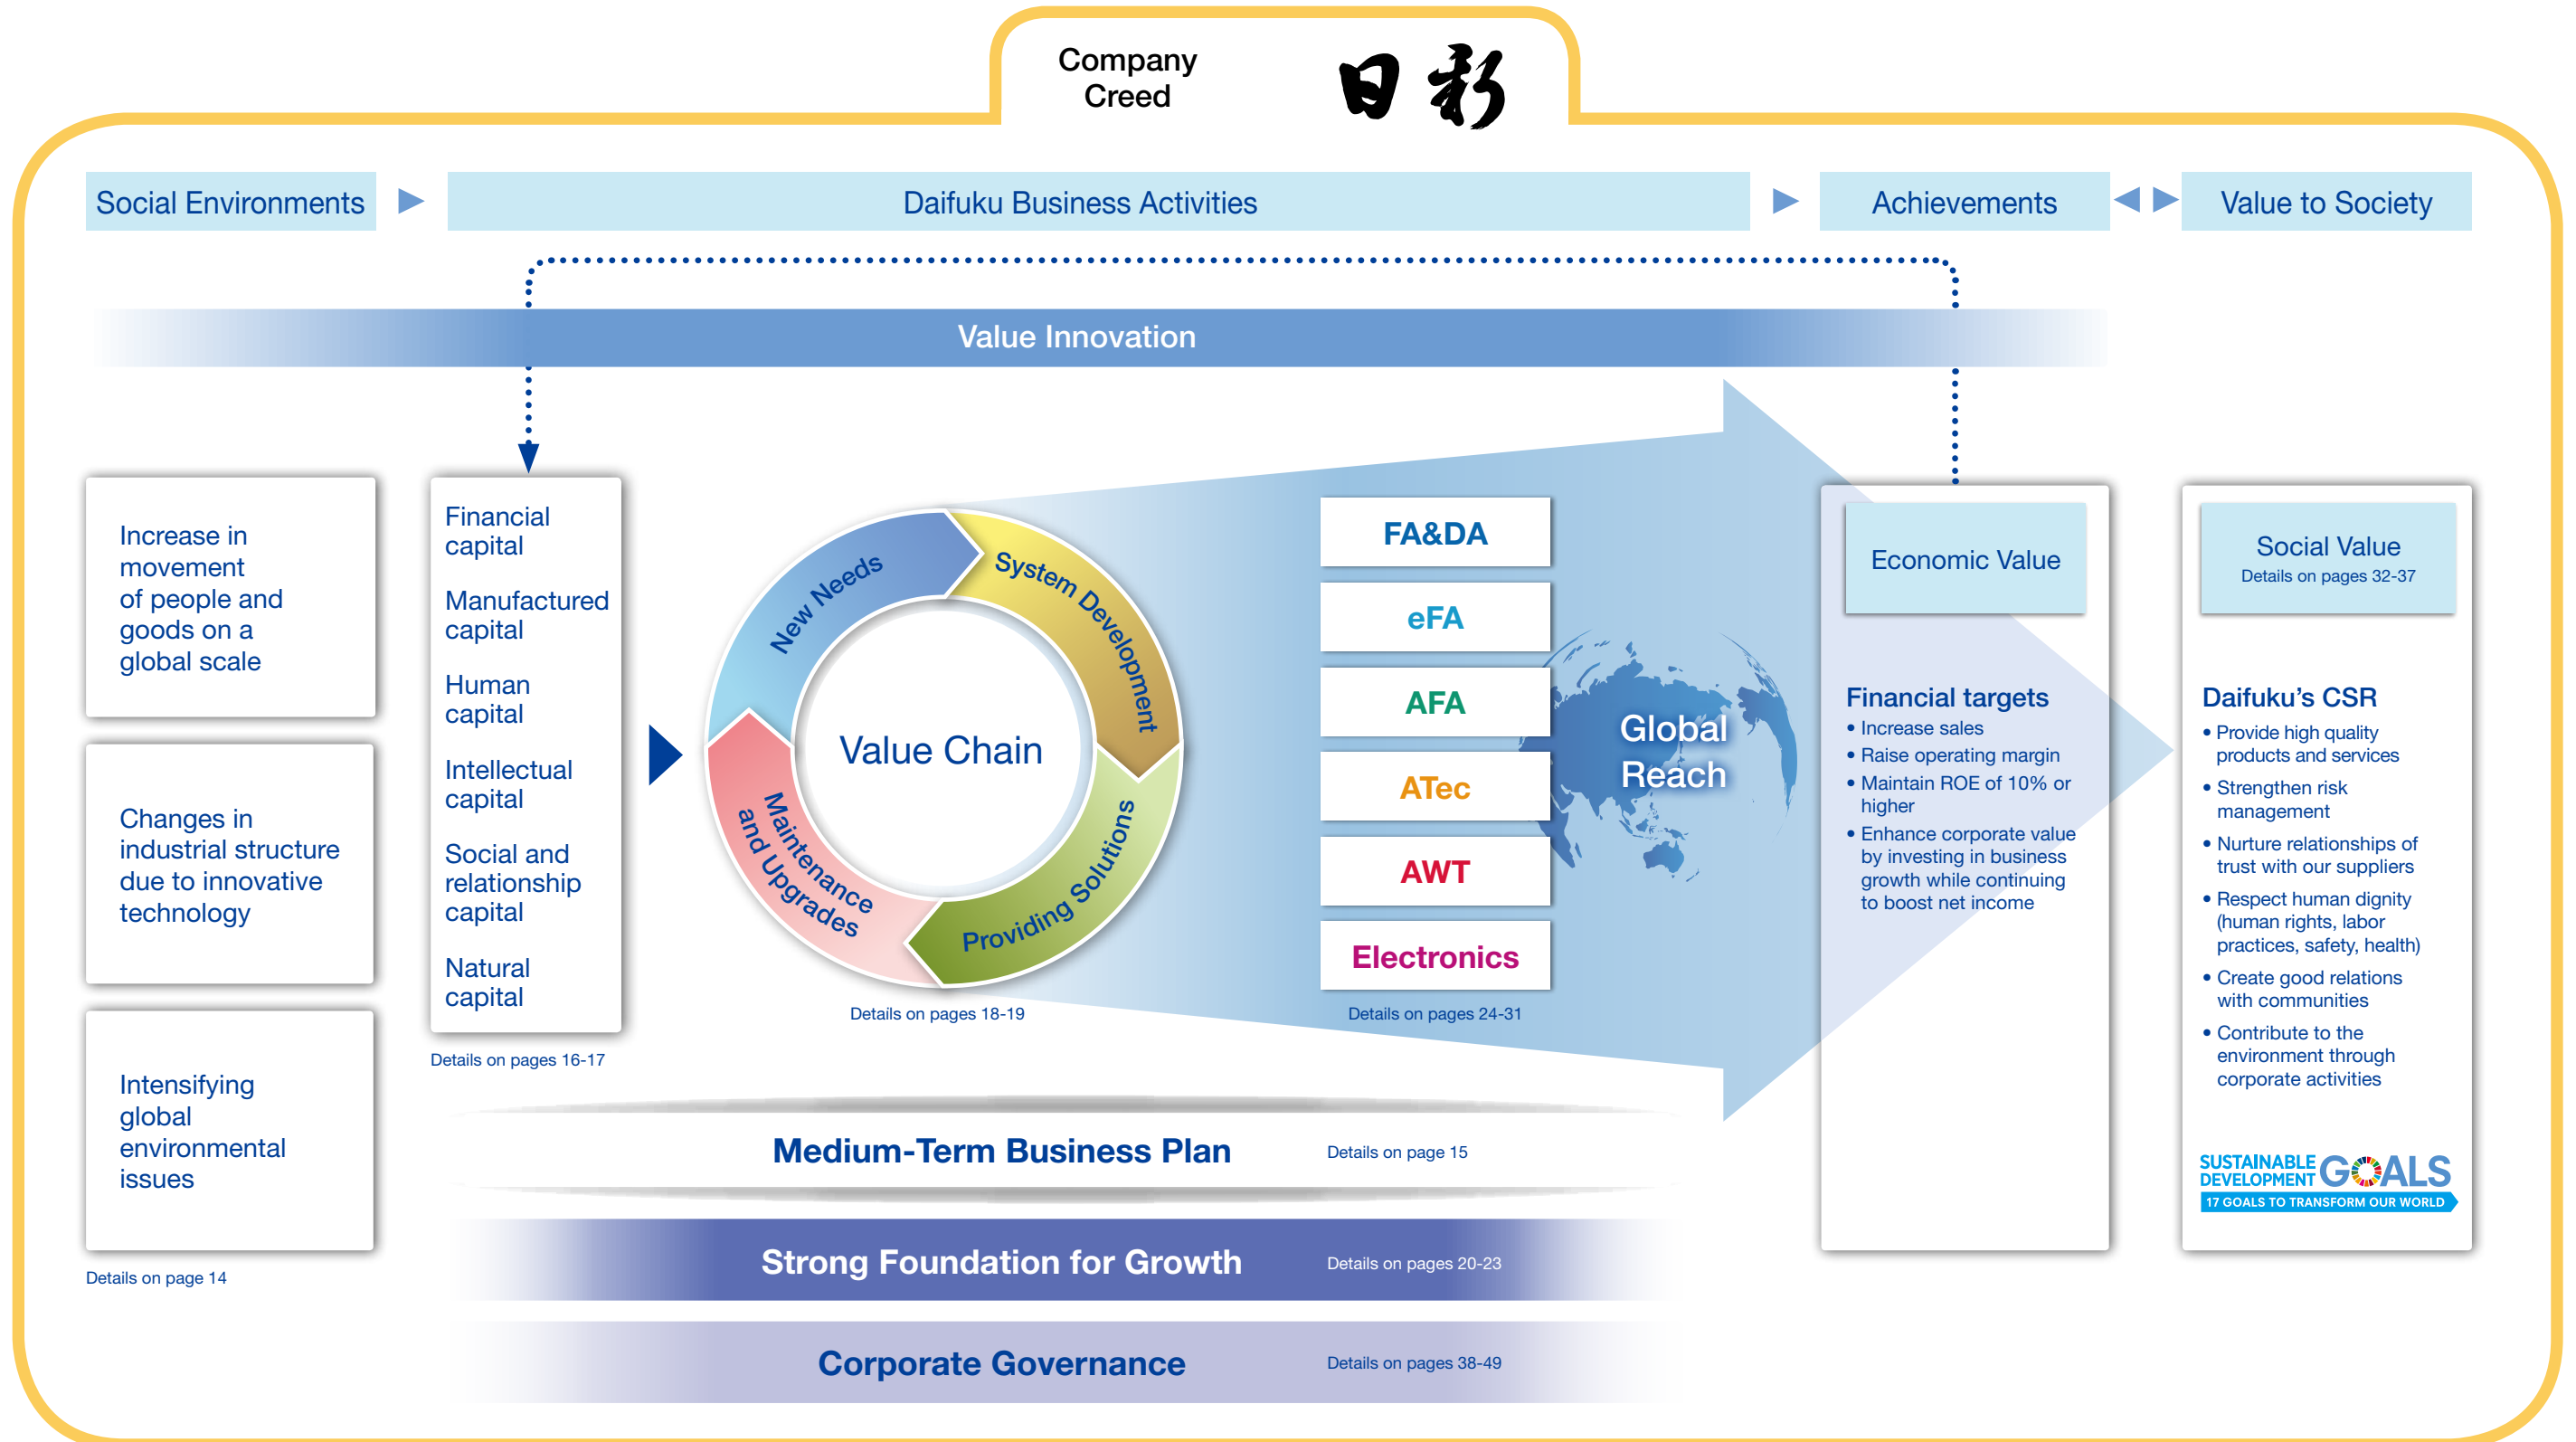 Company
Creed
日新
Social Environments
Daifuku Business Activities
Achievements
Value to Society
Value Innovation
Increase in
movement
of people and
goods on a
global scale
Changes in
industrial structure
due to innovative
technology
Intensifying
global
environmental
issues
Details on page 14
Financial
capital
Manufactured
capital
Human
capital
Intellectual
capital
Social and
relationship
capital
Natural
capital
Details on pages 16-17
New Needs
System Development
Providing Solutions
Maintenance
and Upgrades
Value Chain
Details on pages 18-19
FA&DA
eFA
AFA
ATec
AWT
Electronics
Details on pages 24-31
Global
Reach
Economic Value
Financial targets
• Increase sales
• Raise operating margin
• Maintain ROE of 10% or
higher
• Enhance corporate value
by investing in business
growth while continuing
to boost net income
Social Value
Details on pages 32-37
Daifuku’s CSR
• Provide high quality
products and services
• Strengthen risk
management
• Nurture relationships of
trust with our suppliers
• Respect human dignity
(human rights, labor
practices, safety, health)
• Create good relations
with communities
• Contribute to the
environment through
corporate activities
SUSTAINABLE
DEVELOPMENT GOALS
17 GOALS TO TRANSFORM OUR WORLD
Medium-Term Business Plan Details on page 15
Strong Foundation for Growth Details on pages 20-23
Corporate Governance Details on pages 38-49